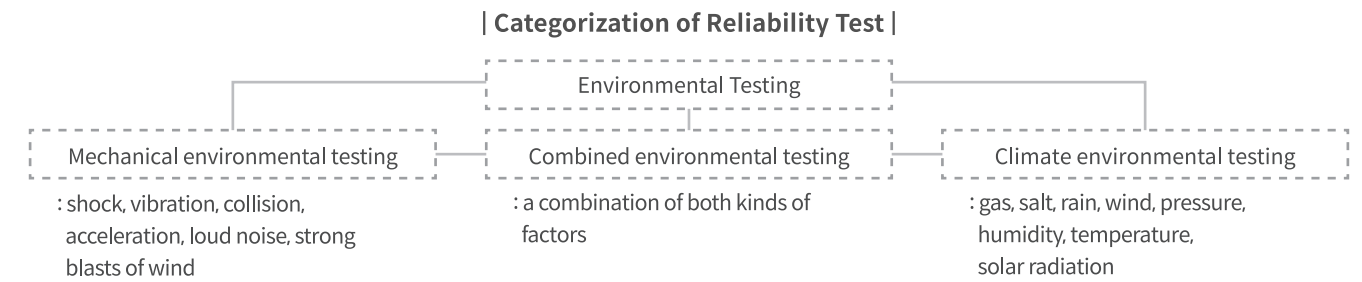 | Categorization of Reliability Test |
Environmental Testing
Mechanical environmental testing
: shock, vibration, collision,
acceleration, loud noise, strong
blasts of wind
Combined environmental testing
: a combination of both kinds of
factors
Climate environmental testing
: gas, salt, rain, wind, pressure,
humidity, temperature,
solar radiation